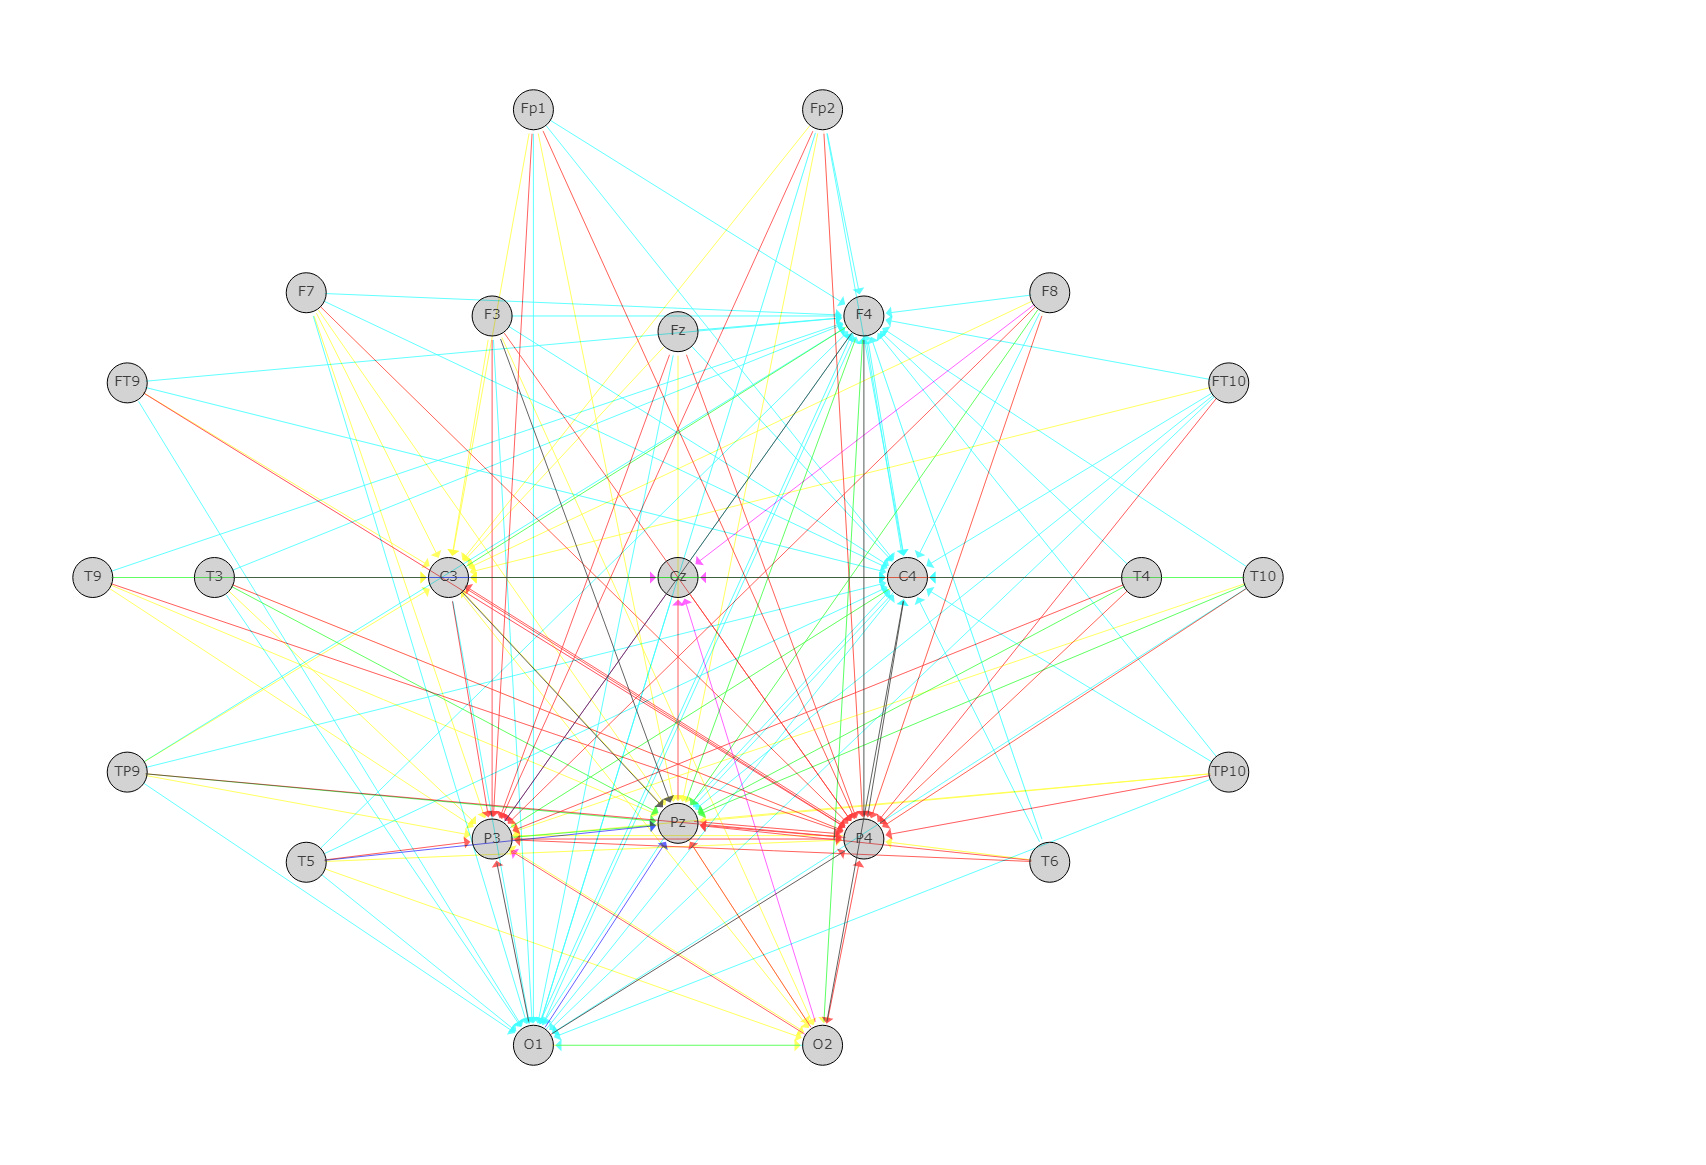 Fp1 Fp2
F7 F3 Fz F4 F8
FT9 FT10
T9 T3 C3 Cz C4 T4 T10
TP9 TP10
T5 P3 Pz P4 T6
O1 O2